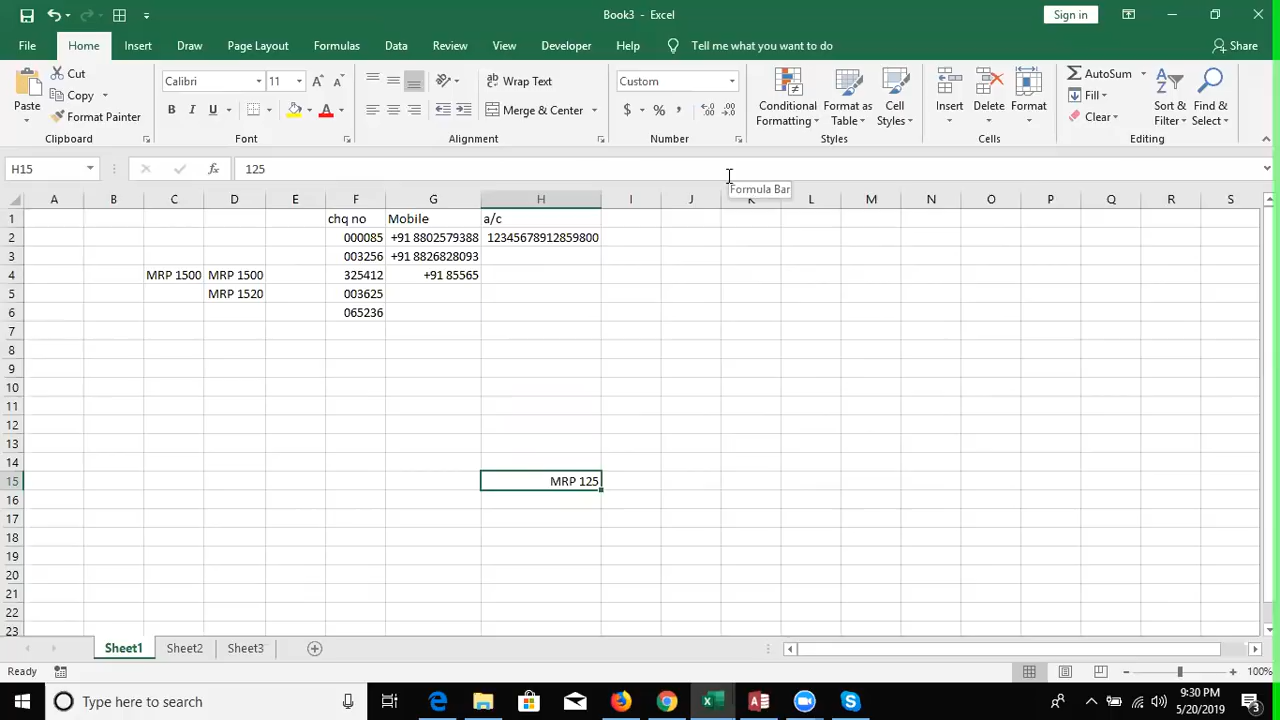 Book3 - Excel
Sign in
File Home Insert Draw Page Layout Formulas Data Review View Developer Help Tell me what you want to do Share
Paste
Cut
Copy
Format Painter
Clipboard
Calibri 11
B I U
Font
Wrap Text
Merge & Center
Alignment
Custom
$ % ,
Number
Conditional Formatting
Format as Table
Cell Styles
Styles
Insert Delete Format
Cells
AutoSum
Fill
Clear
Sort & Filter
Find & Select
Editing
H15 fx 125
Formula Bar
A B C D E F G H I J K L M N O P Q R S
1 chq no Mobile a/c
2 000085 +91 8802579388 12345678912859800
3 003256 +91 8826828093
4 MRP 1500 MRP 1500 325412 +91 85565
5 MRP 1520 003625
6 065236
7
8
9
10
11
12
13
14
15 MRP 125
16
17
18
19
20
21
22
23
Sheet1 Sheet2 Sheet3
Ready 100%
Type here to search
9:30 PM
5/20/2019
3